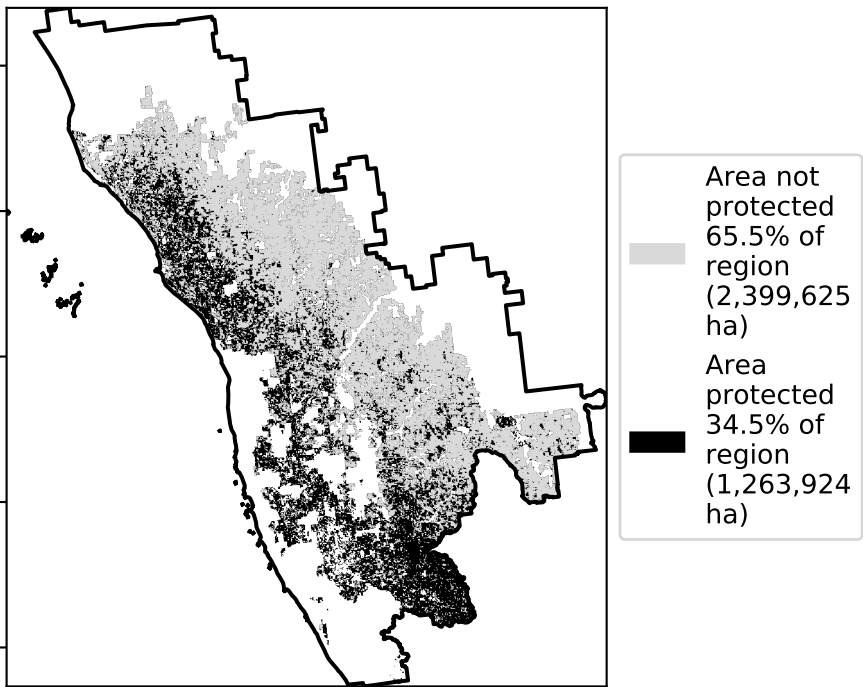 Area not
protected
65.5% of
region
(2,399,625
ha)
Area
protected
34.5% of
region
(1,263,924
ha)